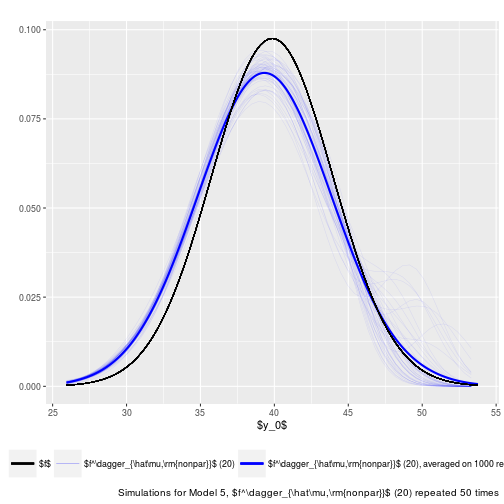 0.100
0.075
0.050
0.025
0.000
25 30 35 40 45 50 55
$y_0$
$f$ $f^\dagger_{\hat\mu,\rm{nonpar}}$ (20) $f^\dagger_{\hat\mu,\rm{nonpar}}$ (20), averaged on 1000 re
Simulations for Model 5, $f^\dagger_{\hat\mu,\rm{nonpar}}$ (20) repeated 50 times